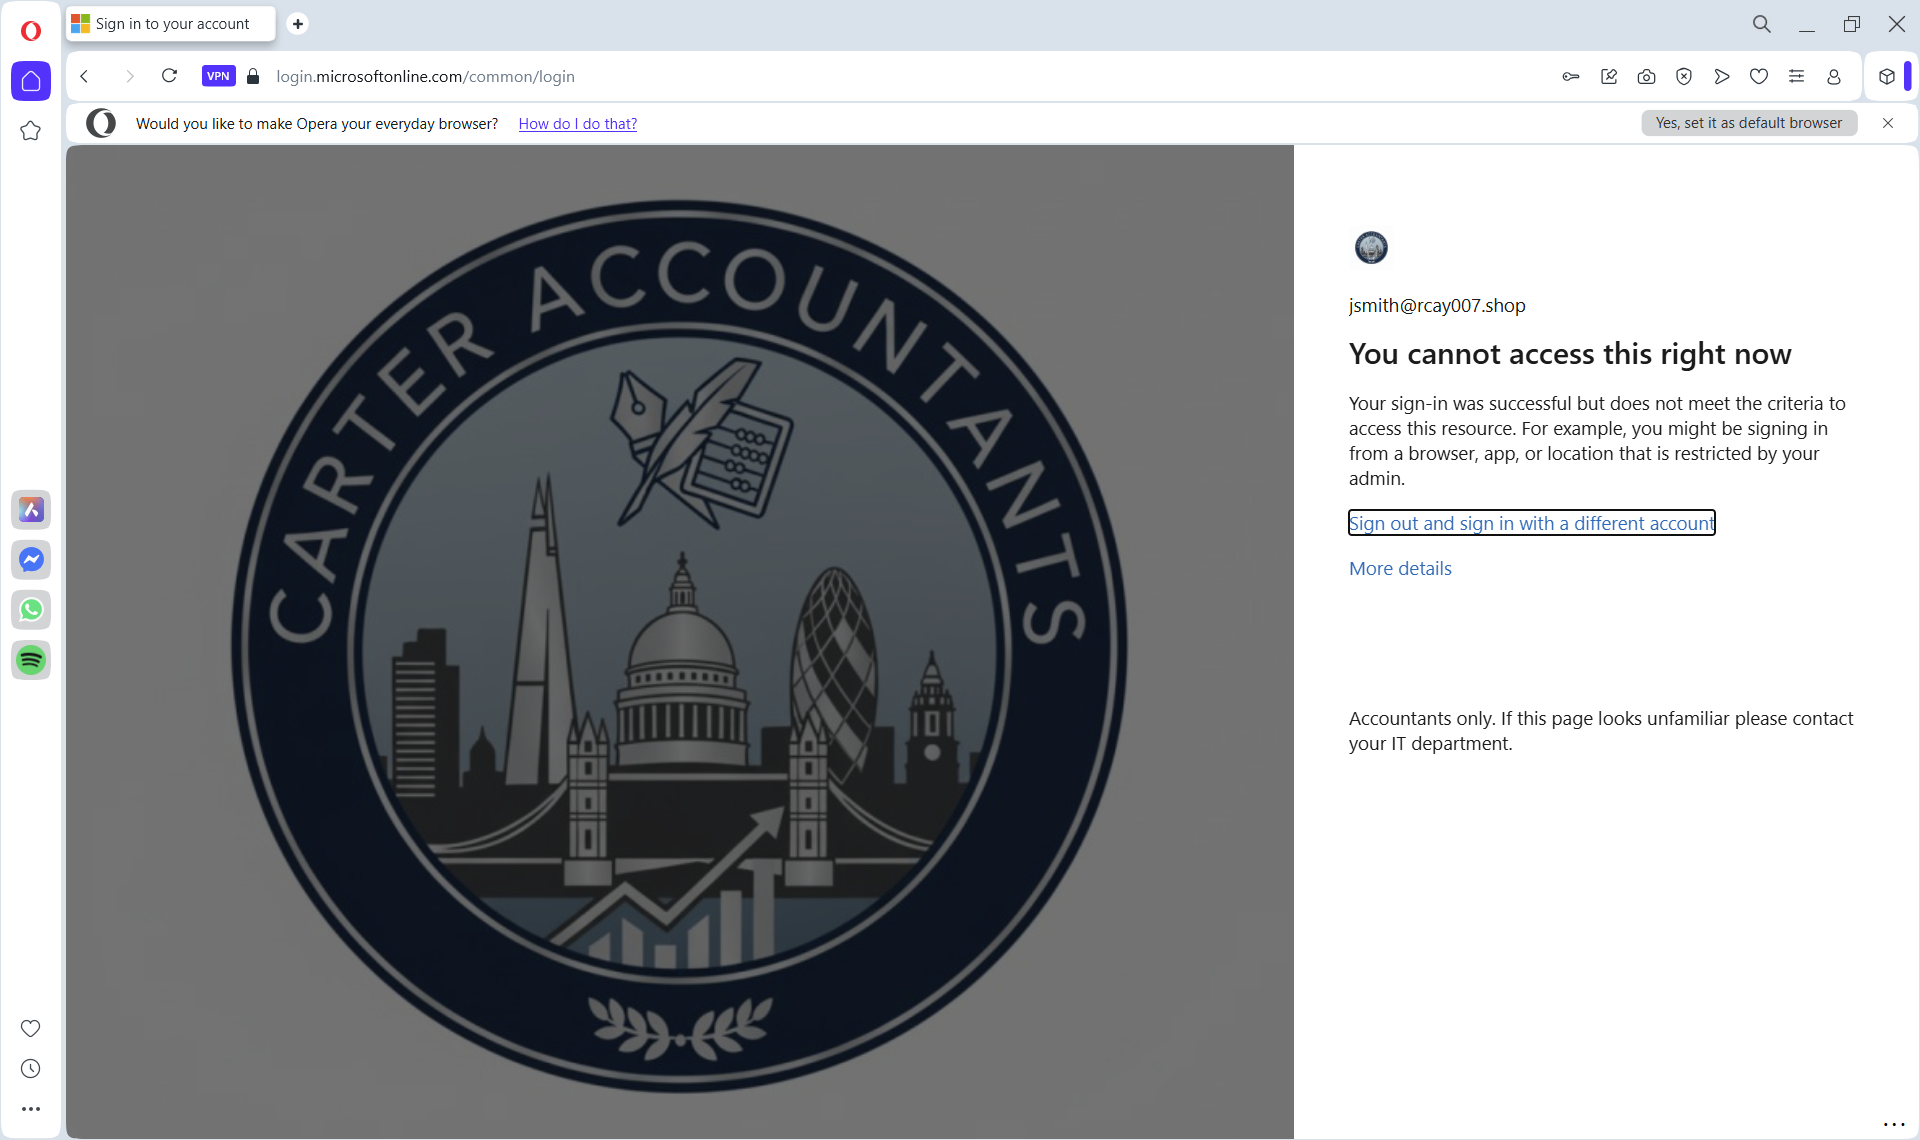 Sign in to your account
VPN
login.microsoftonline.com/common/login
Would you like to make Opera your everyday browser? How do I do that?
Yes, set it as default browser
CARTER ACCOUNTANTS
jsmith@rcay007.shop
You cannot access this right now
Your sign-in was successful but does not meet the criteria to
access this resource. For example, you might be signing in
from a browser, app, or location that is restricted by your
admin.
Sign out and sign in with a different account
More details
Accountants only. If this page looks unfamiliar please contact
your IT department.